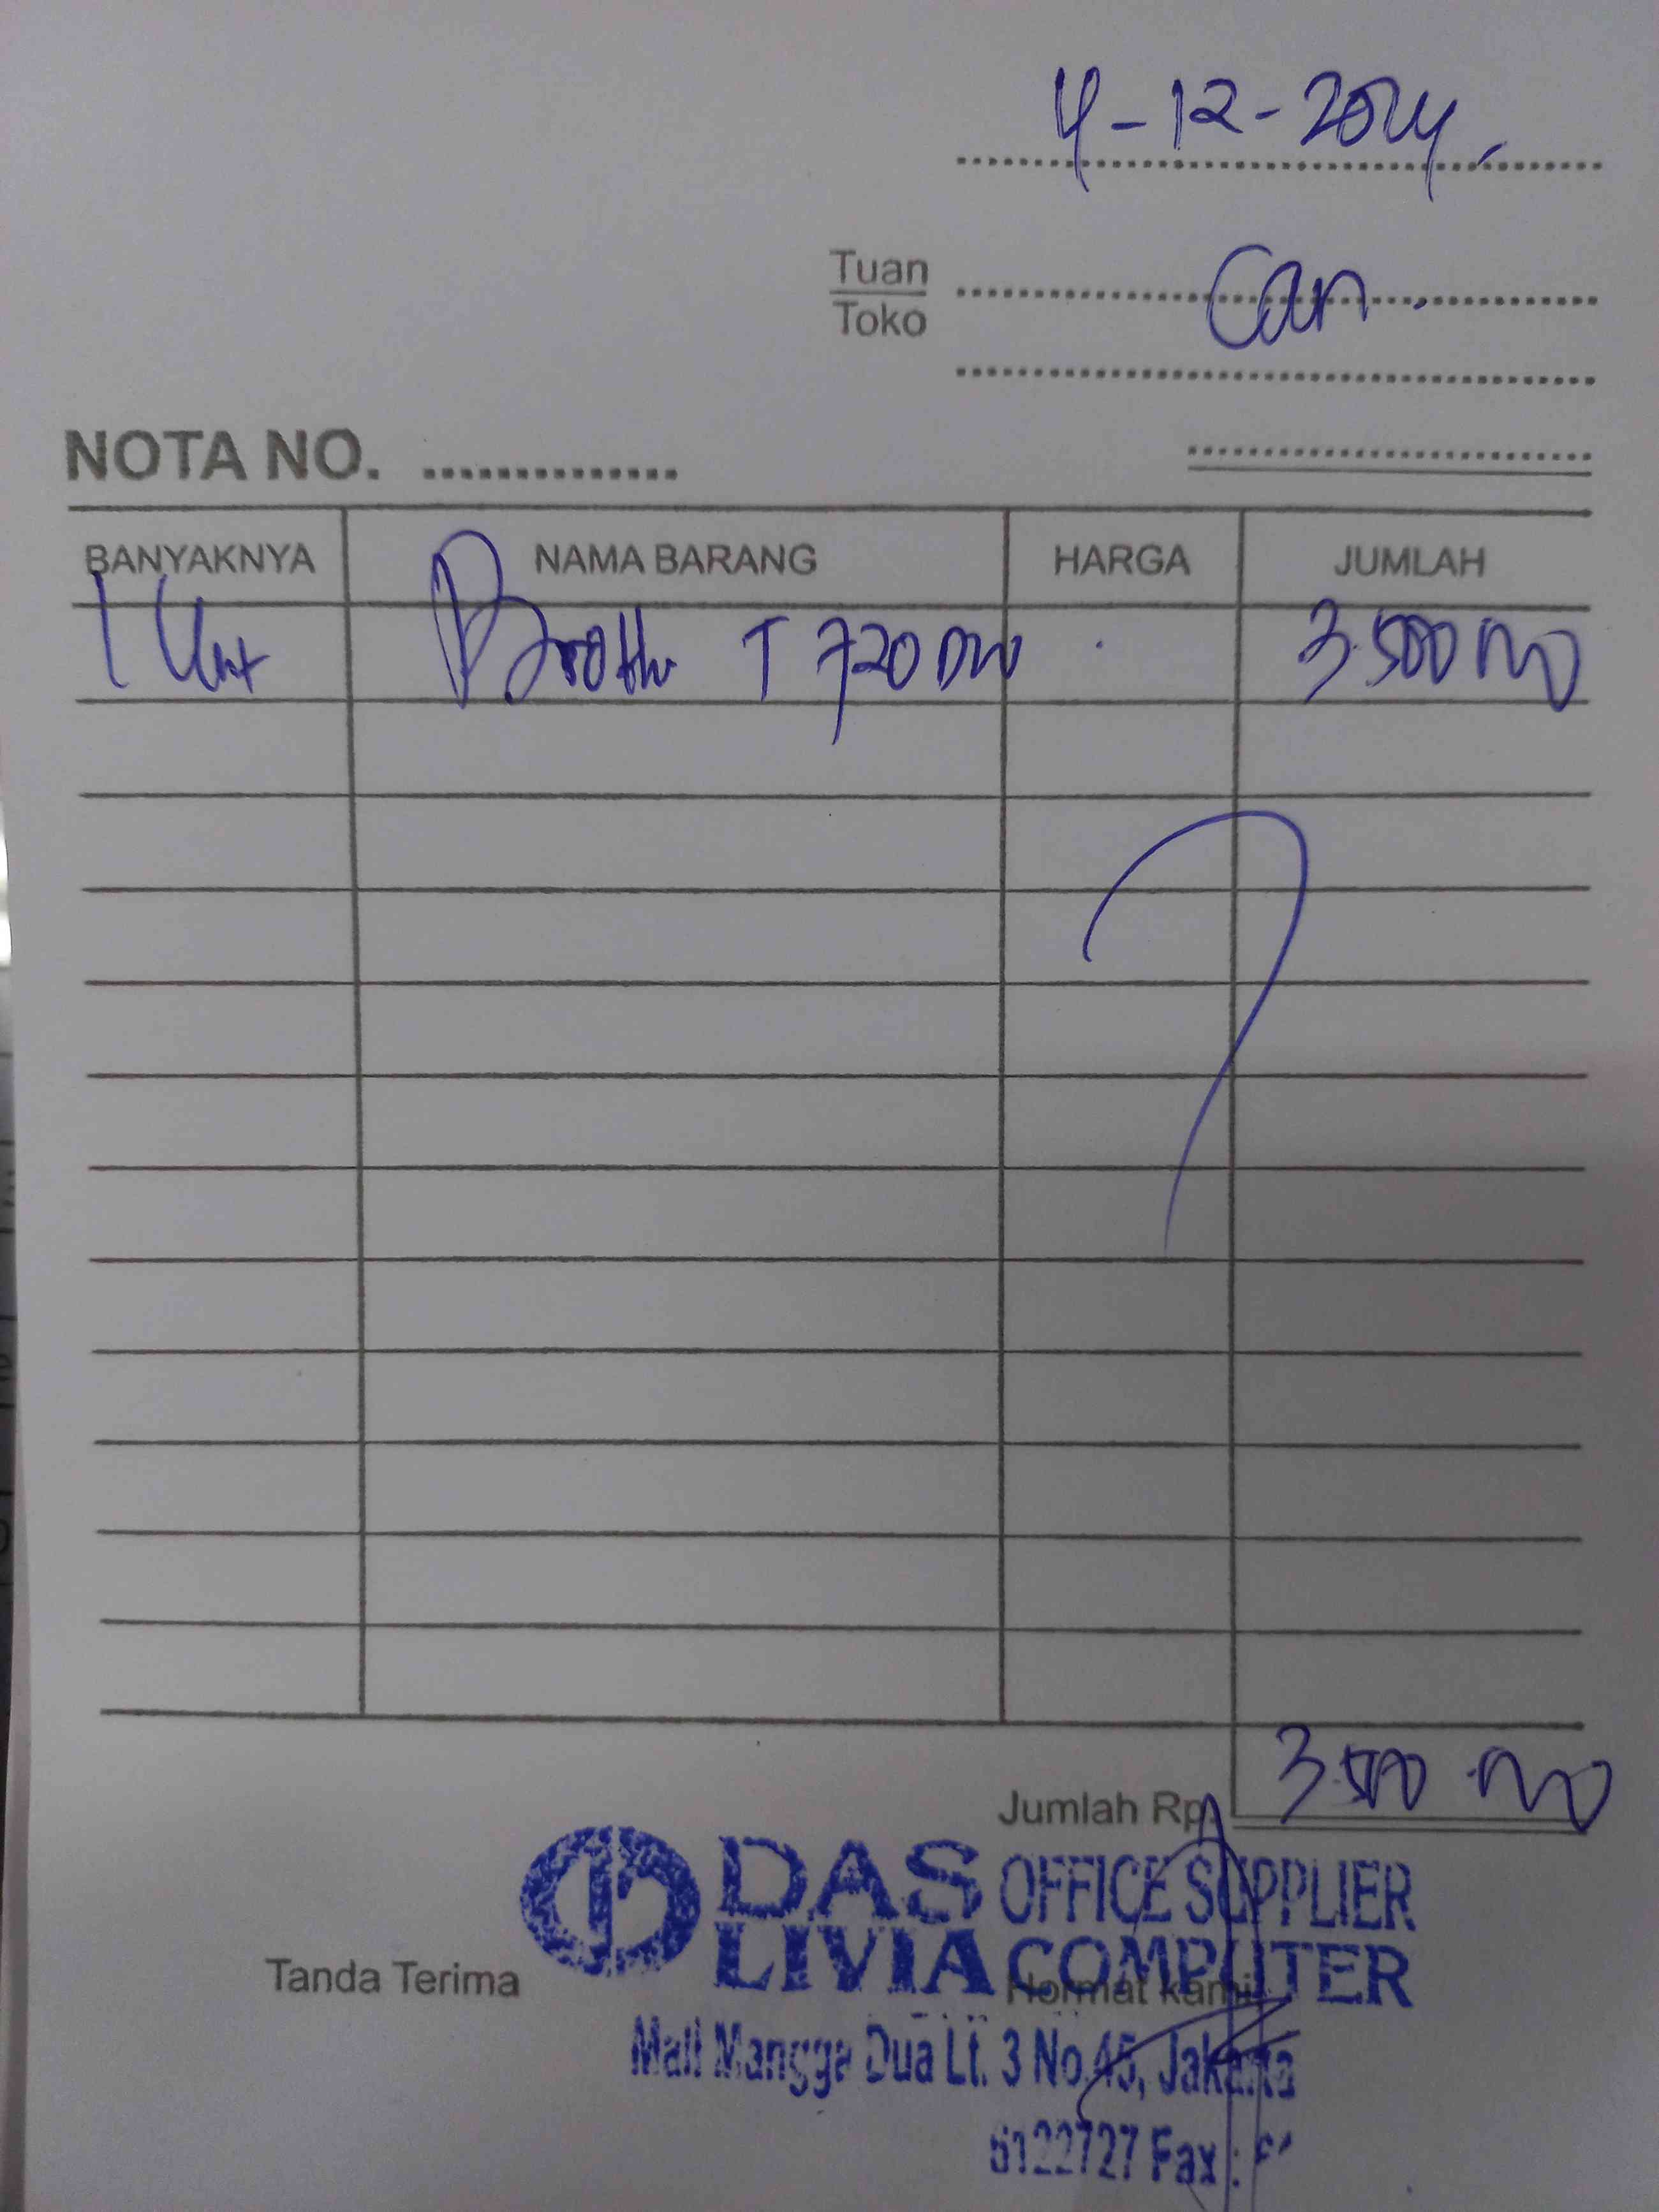 4-12-2024
Tuan
Toko
Can
NOTA NO. ..............
BANYAKNYA NAMA BARANG HARGA JUMLAH
1 Unit Brother T 720 DW 3.500.000
Jumlah Rp. 3.500.000
DAS OFFICE SUPPLIER
LIVIA COMPUTER
Tanda Terima Hormat kami
Mall Mangga Dua Lt. 3 No.45, Jakarta
6122727 Fax :